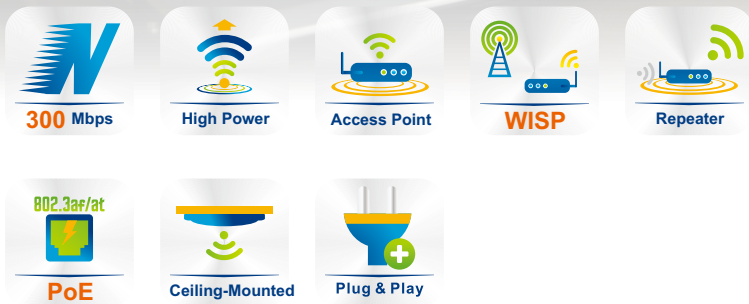 N
300 Mbps
High Power
Access Point
WISP
Repeater
802.3af/at
PoE
Ceiling-Mounted
Plug & Play